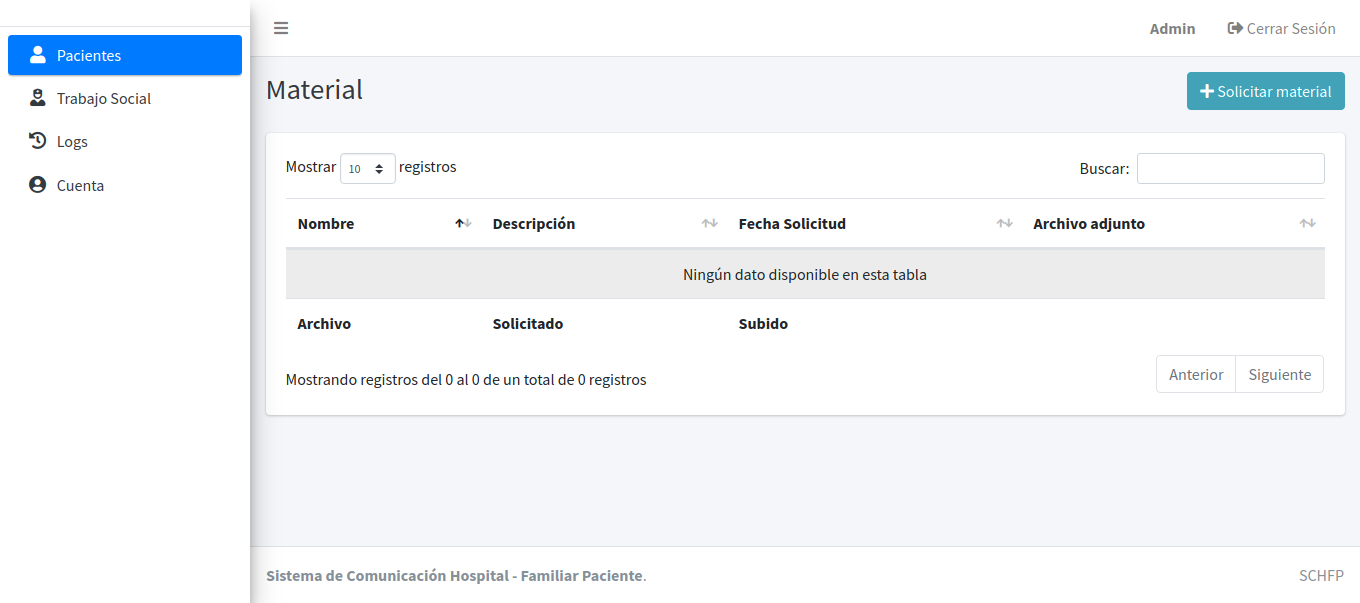 Pacientes
Trabajo Social
Logs
Cuenta
Admin
Cerrar Sesión
Material
Solicitar material
Mostrar 10 registros
Buscar:
Nombre Descripción Fecha Solicitud Archivo adjunto
Ningún dato disponible en esta tabla
Archivo Solicitado Subido
Mostrando registros del 0 al 0 de un total de 0 registros
Anterior Siguiente
Sistema de Comunicación Hospital - Familiar Paciente.
SCHFP